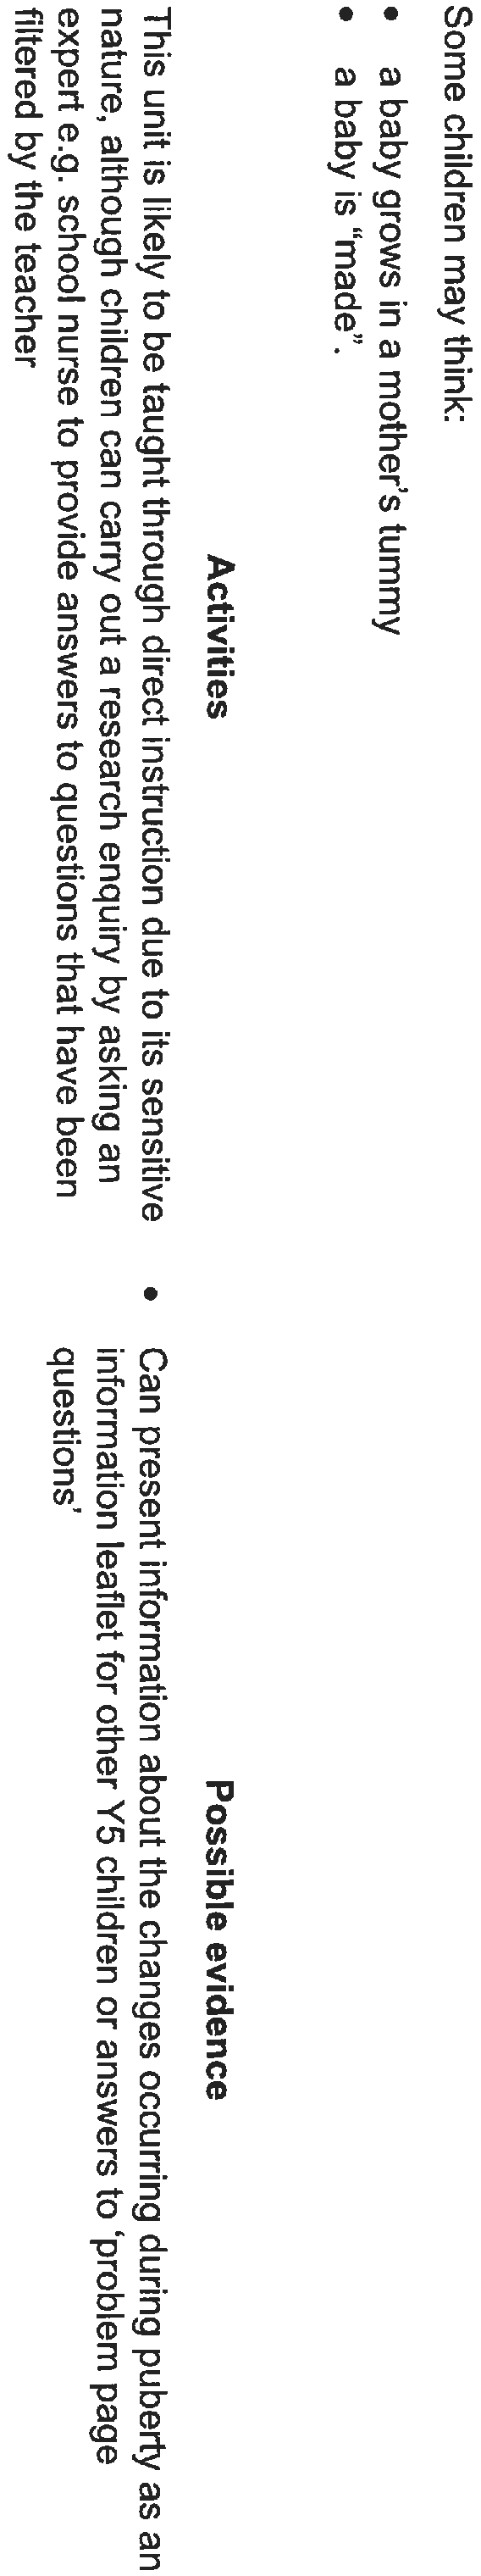 Some children may think:
• a baby grows in a mother's tummy
• a baby is “made”.
Activities
This unit is likely to be taught through direct instruction due to its sensitive
nature, although children can carry out a research enquiry by asking an
expert e.g. school nurse to provide answers to questions that have been
filtered by the teacher
Possible evidence
• Can present information about the changes occurring during puberty as an
information leaflet for other Y5 children or answers to ‘problem page
questions’